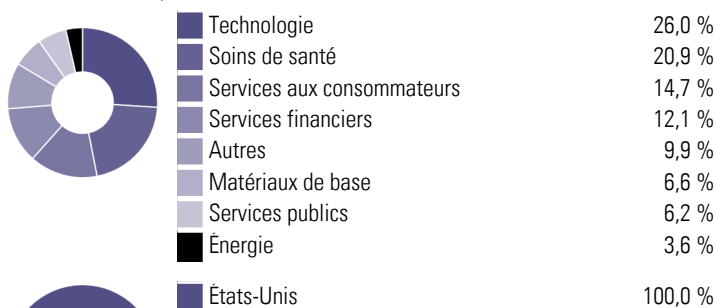 Technologie 26,0 %
Soins de santé 20,9 %
Services aux consommateurs 14,7 %
Services financiers 12,1 %
Autres 9,9 %
Matériaux de base 6,6 %
Services publics 6,2 %
Énergie 3,6 %
États-Unis 100,0 %